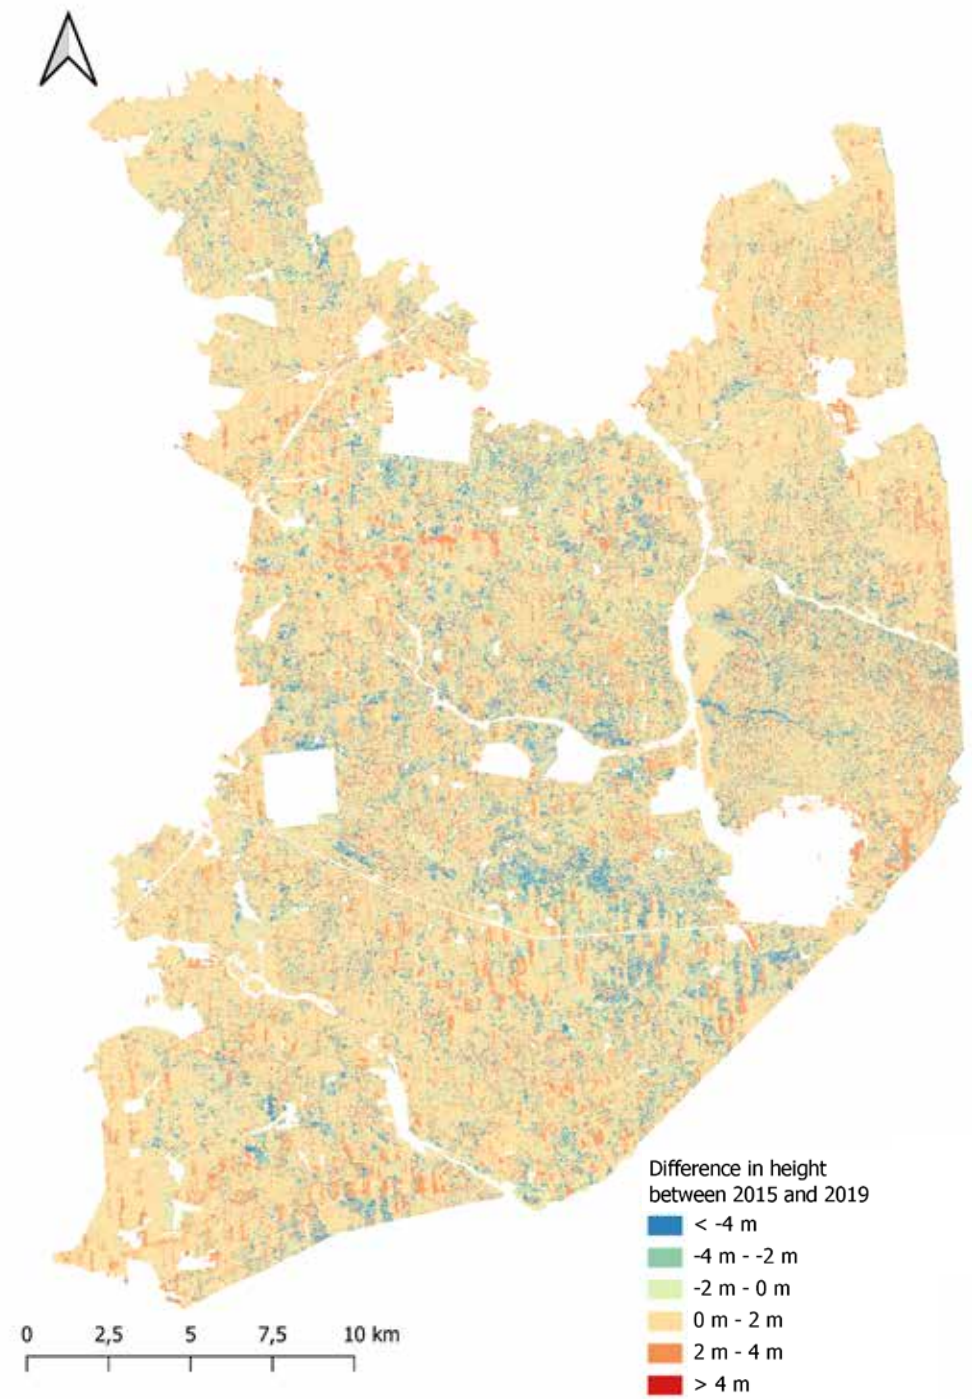 Difference in height
between 2015 and 2019
< -4 m
-4 m - -2 m
-2 m - 0 m
0 m - 2 m
2 m - 4 m
> 4 m
0 2,5 5 7,5 10 km